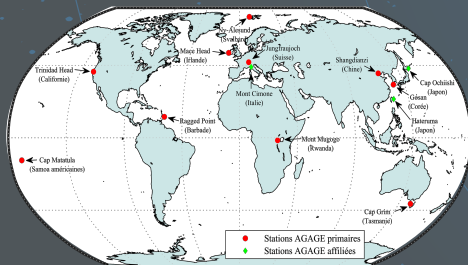 Ålesund
(Svalbard)
Mace Head
(Irlande)
Jungfraujoch
(Suisse)
Shangdianzi
(Chine)
Trinidad Head
(Californie)
Cap Ochiishi
(Japon)
Mont Cimone
(Italie)
Gosan
(Corée)
Ragged Point
(Barbade)
Hateruma
(Japon)
Mont Mugogo
(Rwanda)
Cap Matatula
(Samoa américaines)
Cap Grim
(Tasmanie)
Stations AGAGE primaires
Stations AGAGE affiliées